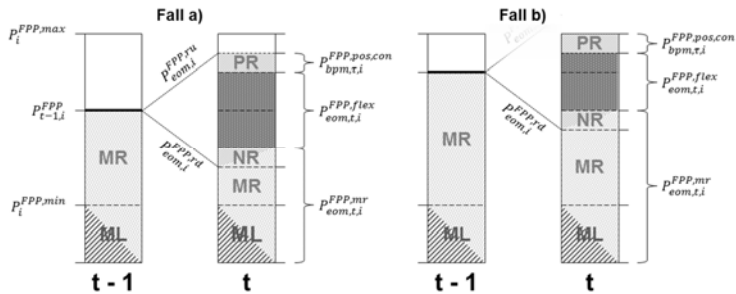 Fall a)
Fall b)
P_i^{FPP,max}
P_{eom,i}^{FPP,ru}
PR
P_{bpm,τ,i}^{FPP,pos,con}
PR
P_{bpm,τ,i}^{FPP,pos,con}
P_{t-1,i}^{FPP}
P_{eom,t,i}^{FPP,flex}
P_{eom,t,i}^{FPP,flex}
MR
P_{eom,i}^{FPP,rd}
NR
MR
P_{eom,i}^{FPP,rd}
NR
MR
MR
P_i^{FPP,min}
P_{eom,t,i}^{FPP,mr}
P_{eom,t,i}^{FPP,mr}
ML
ML
ML
ML
t - 1
t
t - 1
t